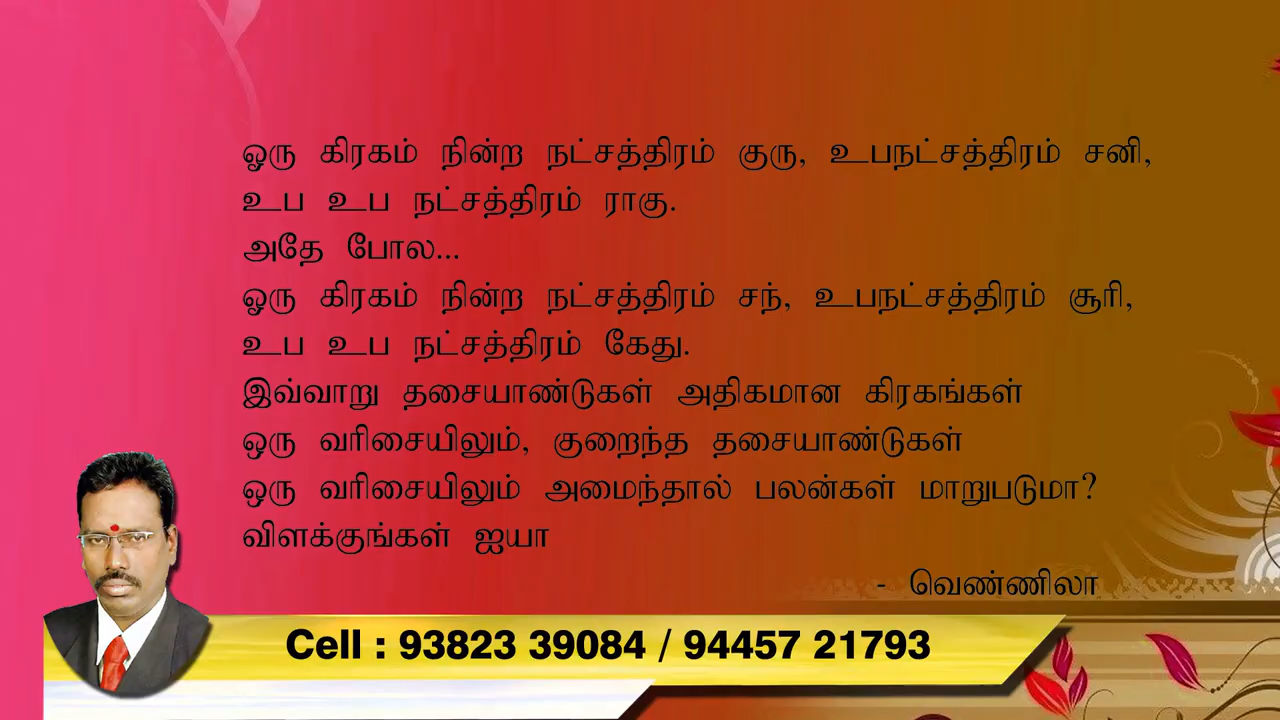 ஓரு கிரகம் நின்ற நட்சத்திரம் குரு, உபநட்சத்திரம் சனி,
உப உப நட்சத்திரம் ராகு.
அதே போல...
ஓரு கிரகம் நின்ற நட்சத்திரம் சந், உபநட்சத்திரம் சூரி,
உப உப நட்சத்திரம் கேது.
இவ்வாறு தசையாண்டுகள் அதிகமான கிரகங்கள்
ஒரு வரிசையிலும், குறைந்த தசையாண்டுகள்
ஒரு வரிசையிலும் அமைந்தால் பலன்கள் மாறுபடுமா?
விளக்குங்கள் ஐயா
- வெண்ணிலா
Cell : 93823 39084 / 94457 21793